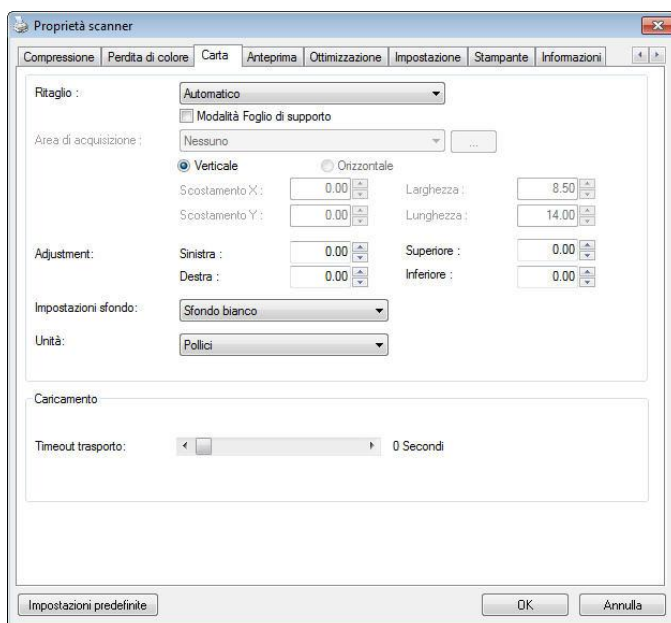 Proprietà scanner
Compressione Perdita di colore Carta Anteprima Ottimizzazione Impostazione Stampante Informazioni
Ritaglio : Automatico
Modalità Foglio di supporto
Area di acquisizione : Nessuno ...
Verticale Orizzontale
Scostamento X : 0.00 Larghezza : 8.50
Scostamento Y : 0.00 Lunghezza : 14.00
Adjustment: Sinistra : 0.00 Superiore : 0.00
Destra : 0.00 Inferiore : 0.00
Impostazioni sfondo: Sfondo bianco
Unità: Pollici
Caricamento
Timeout trasporto: 0 Secondi
Impostazioni predefinite OK Annulla